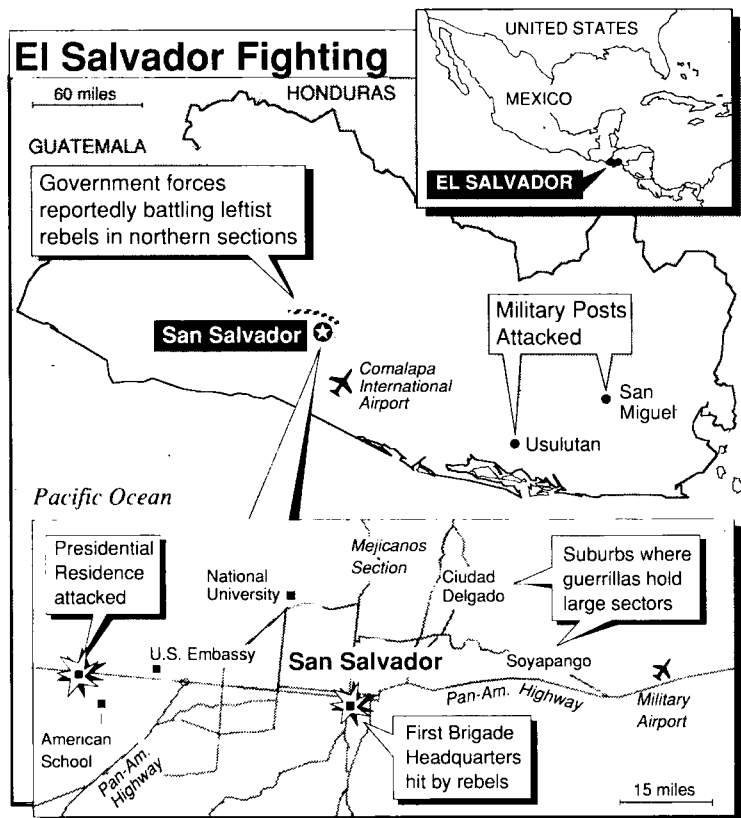 El Salvador Fighting
60 miles
HONDURAS
GUATEMALA
UNITED STATES
MEXICO
EL SALVADOR
Government forces
reportedly battling leftist
rebels in northern sections
San Salvador
Comalapa
International
Airport
Military Posts
Attacked
San
Miguel
Usulutan
Pacific Ocean
Presidential
Residence
attacked
National
University
Mejicanos
Section
Ciudad
Delgado
Suburbs where
guerrillas hold
large sectors
U.S. Embassy
San Salvador
Soyapango
Pan-Am. Highway
Military
Airport
American
School
Pan-Am.
Highway
First Brigade
Headquarters
hit by rebels
15 miles